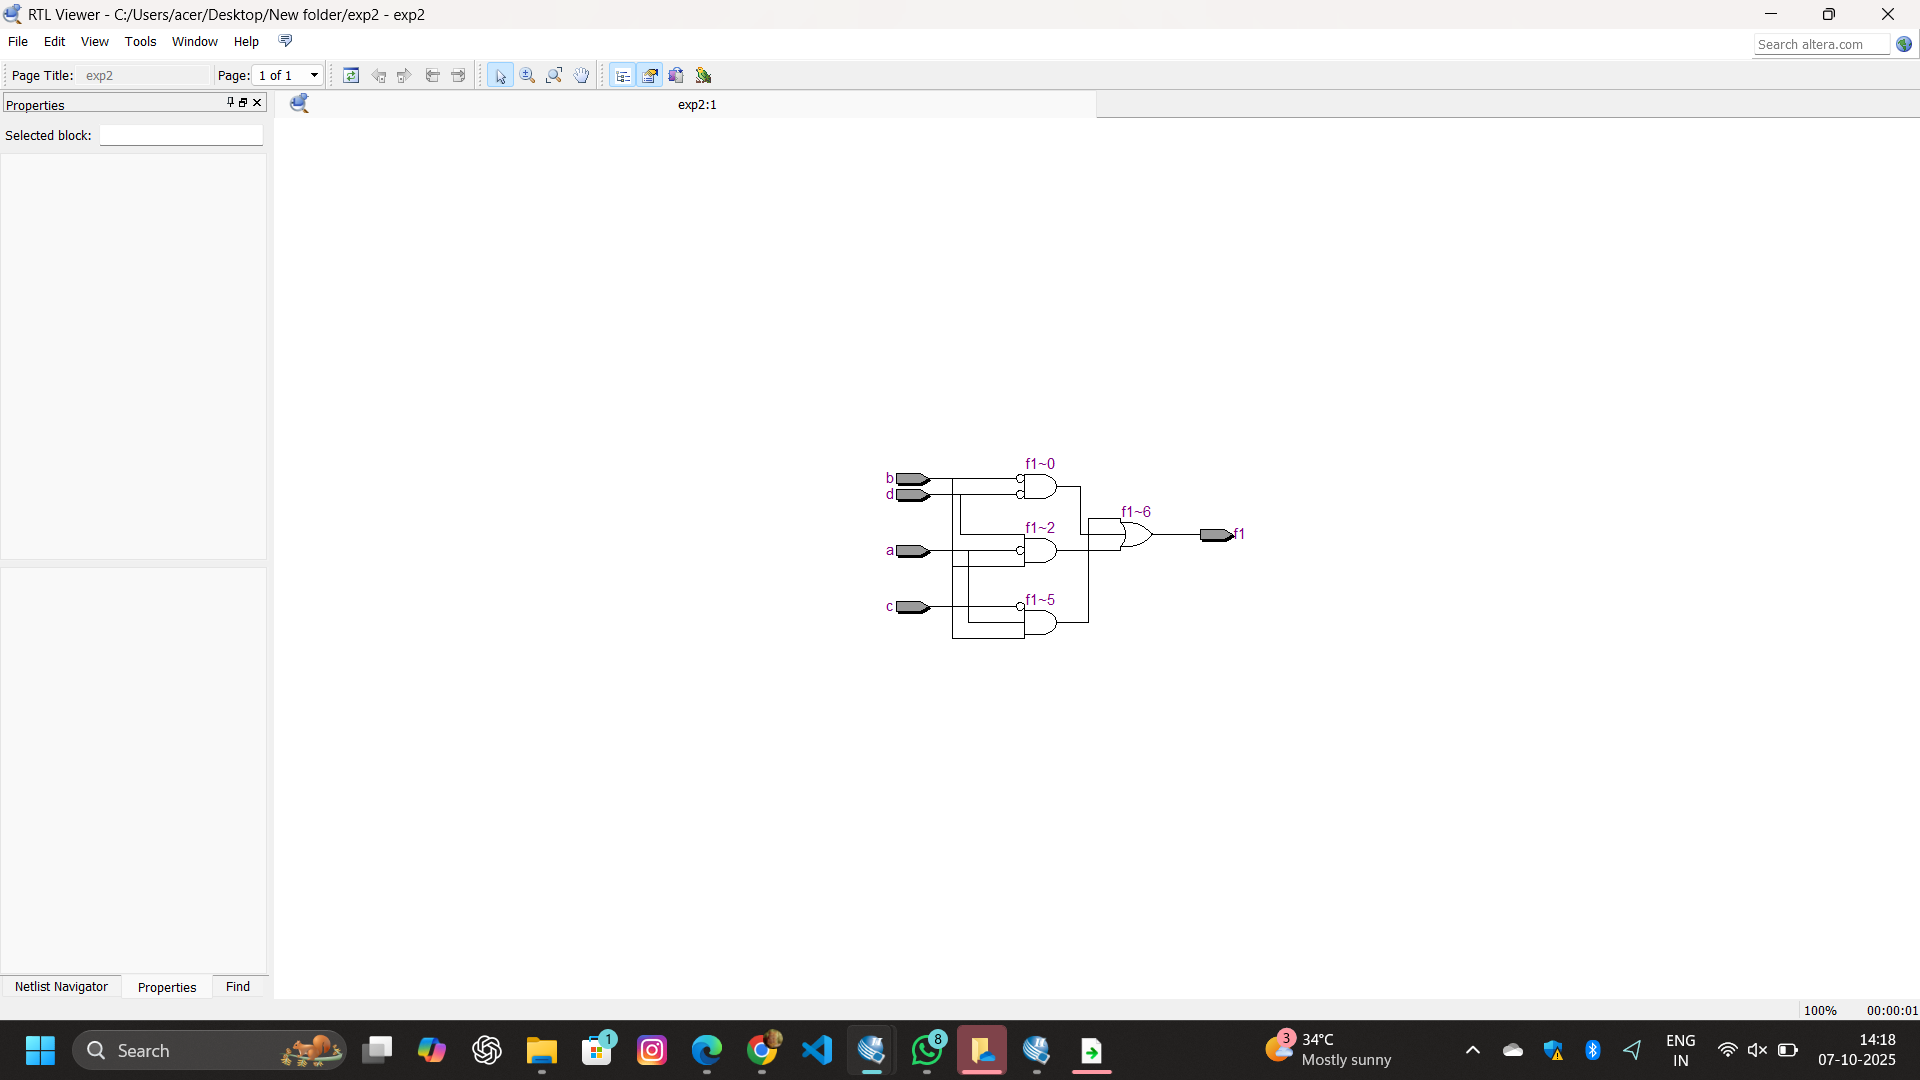 RTL Viewer - C:/Users/acer/Desktop/New folder/exp2 - exp2
File Edit View Tools Window Help
Search altera.com
Page Title: exp2 Page: 1 of 1
Properties
exp2:1
Selected block:
f1~0
b
d
f1~6
f1~2
f1
a
f1~5
c
Netlist Navigator Properties Find
100% 00:00:01
Search
1
8
3
34°C
Mostly sunny
ENG
IN
14:18
07-10-2025